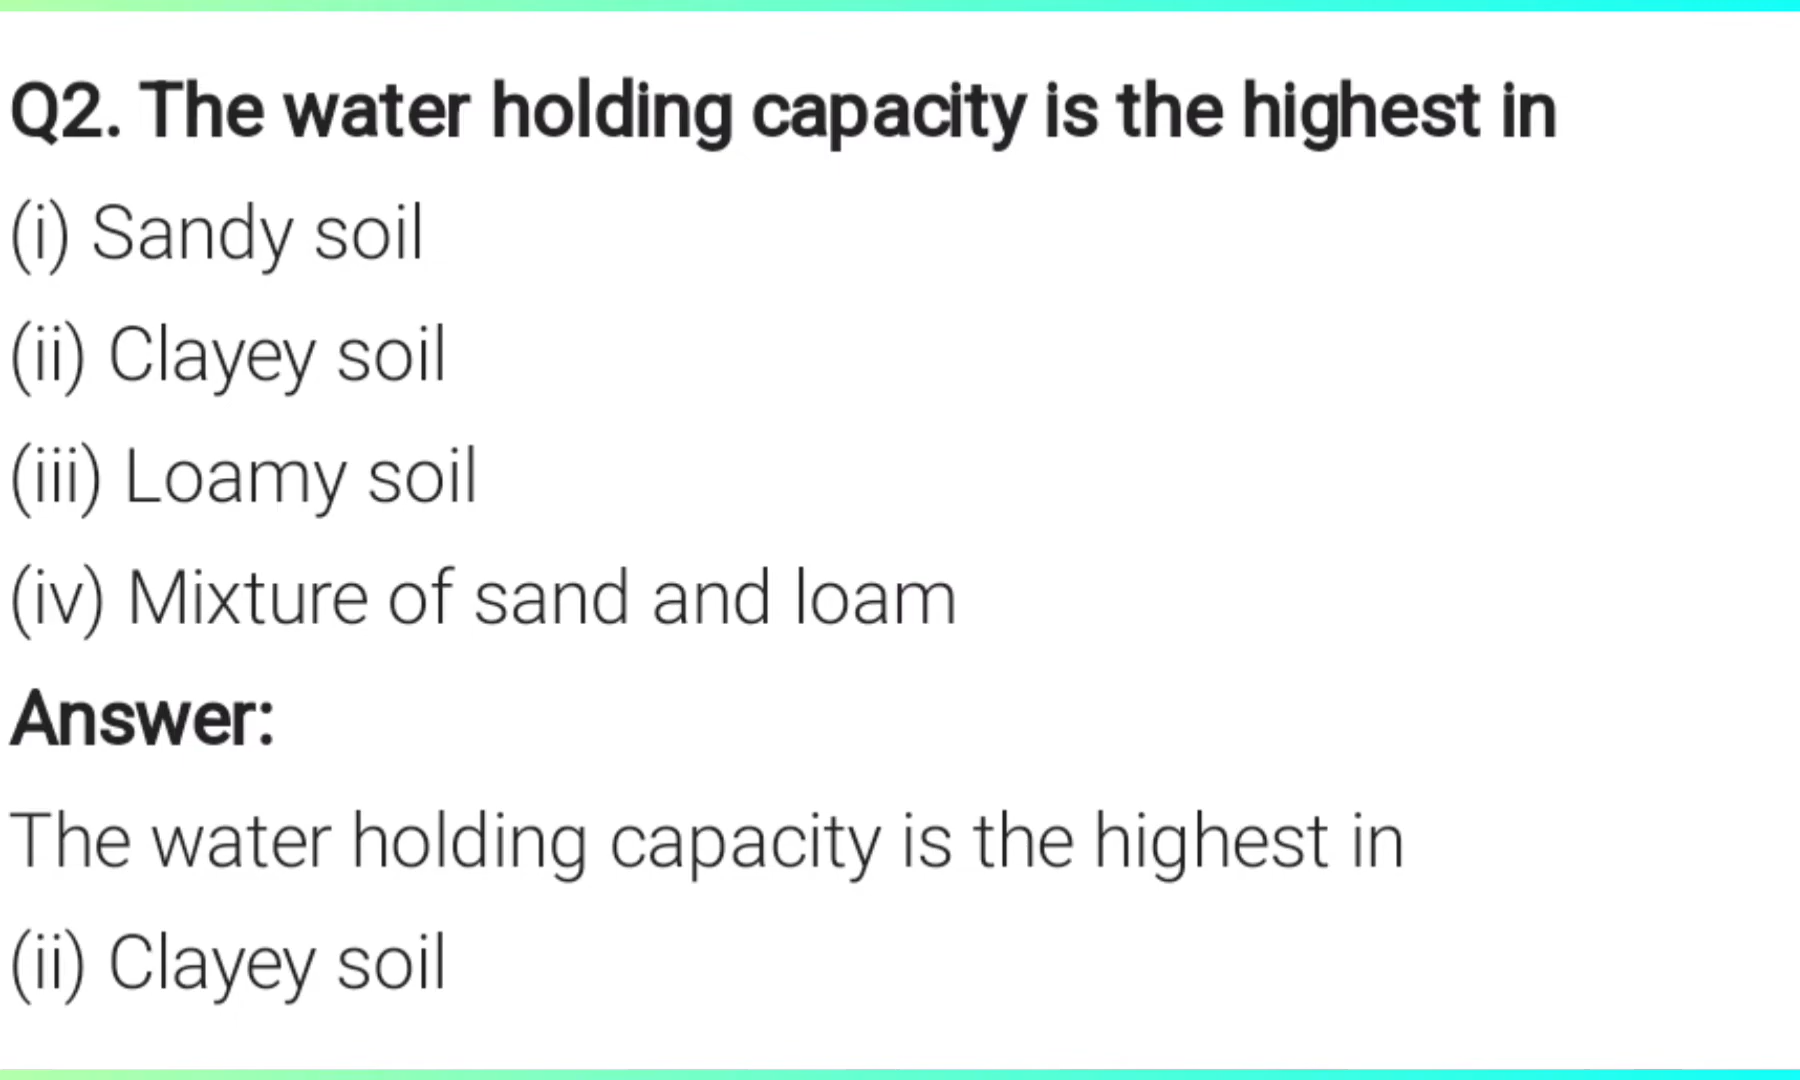 Q2. The water holding capacity is the highest in
(i) Sandy soil
(ii) Clayey soil
(iii) Loamy soil
(iv) Mixture of sand and loam
Answer:
The water holding capacity is the highest in
(ii) Clayey soil